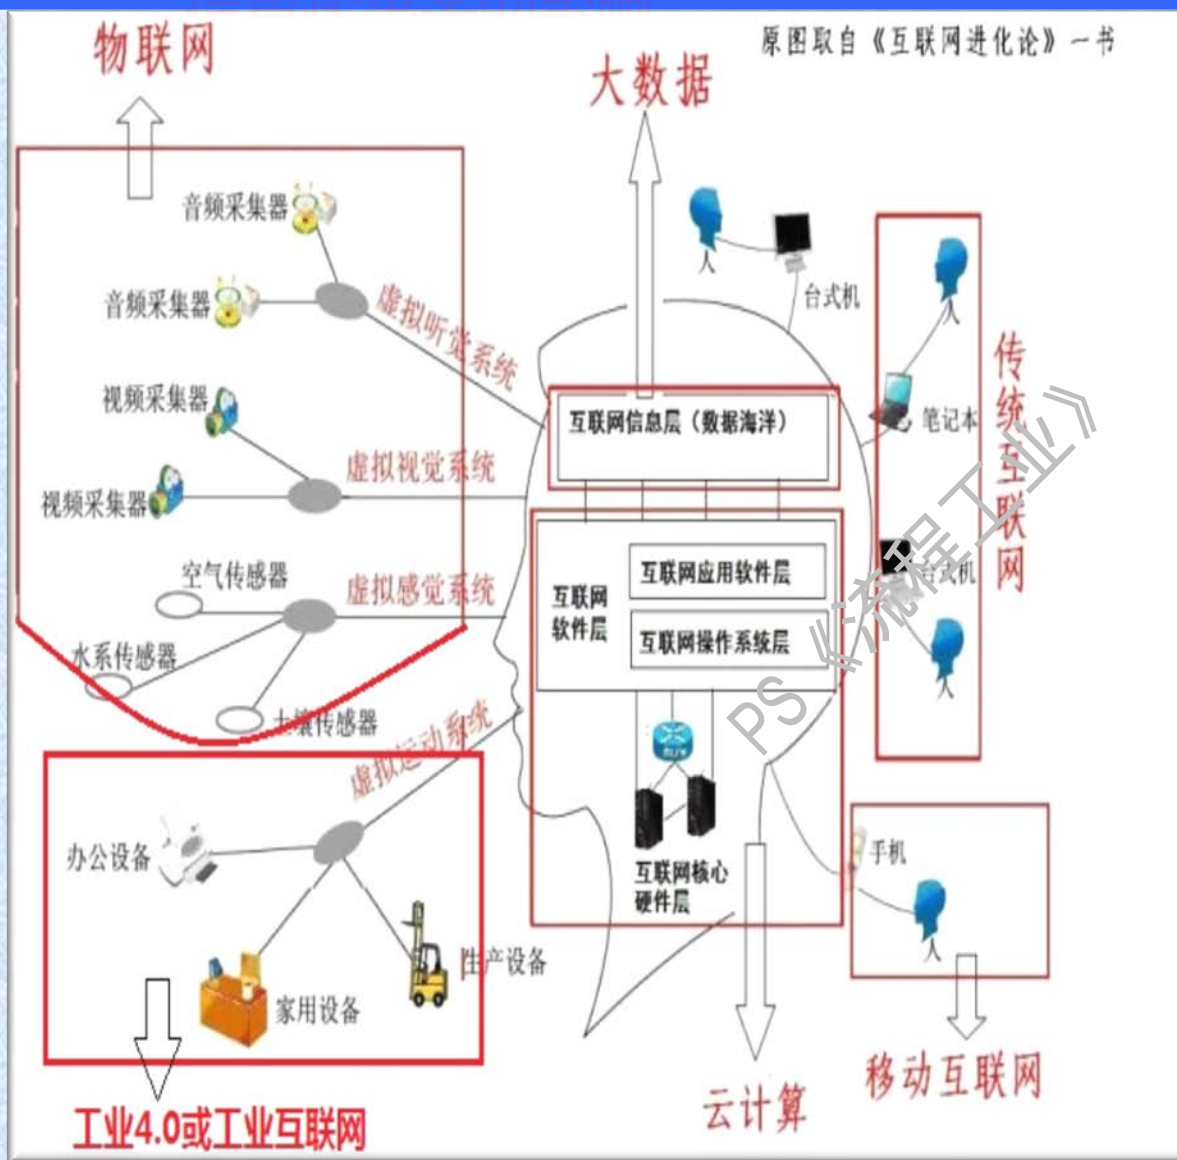 物联网
原图取自《互联网进化论》一书
大数据
音频采集器
音频采集器
虚拟听觉系统
视频采集器
虚拟视觉系统
视频采集器
空气传感器
虚拟感觉系统
水系传感器
土壤传感器
虚拟运动系统
台式机
人
人
传统互联网
笔记本
台式机
人
互联网信息层（数据海洋）
互联网
软件层
互联网应用软件层
互联网操作系统层
互联网核心
硬件层
办公设备
家用设备
生产设备
手机
人
工业4.0或工业互联网
云计算
移动互联网
PS《流程工业》